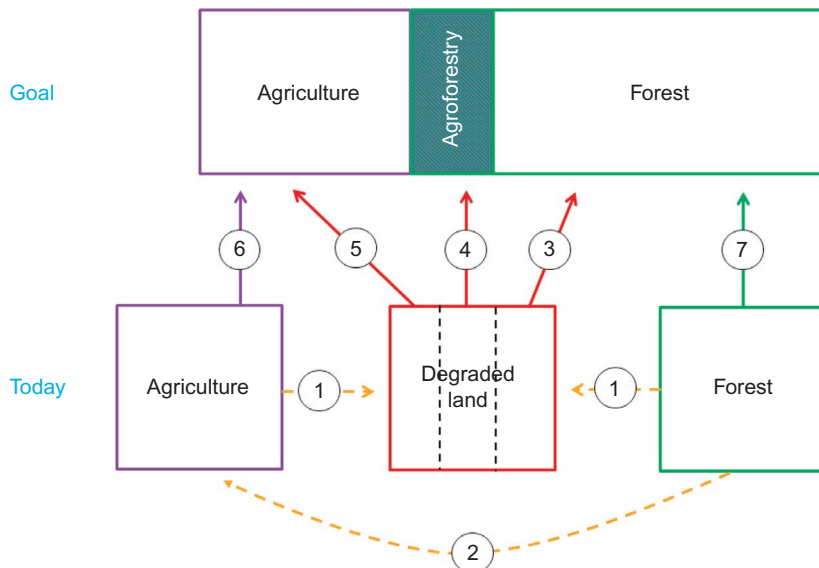 Goal
Agriculture
Agroforestry
Forest
6
5
4
3
7
Today
Agriculture
1
Degraded
land
1
Forest
2